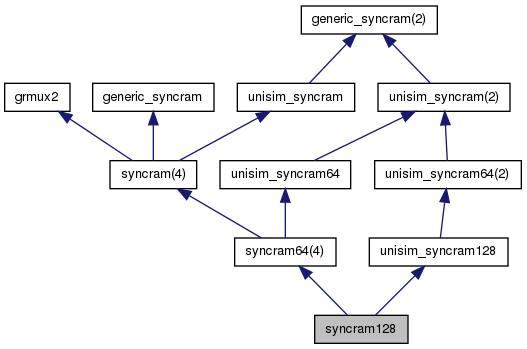 generic_syncram(2)
grmux2
generic_syncram
unisim_syncram
unisim_syncram(2)
syncram(4)
unisim_syncram64
unisim_syncram64(2)
syncram64(4)
unisim_syncram128
syncram128